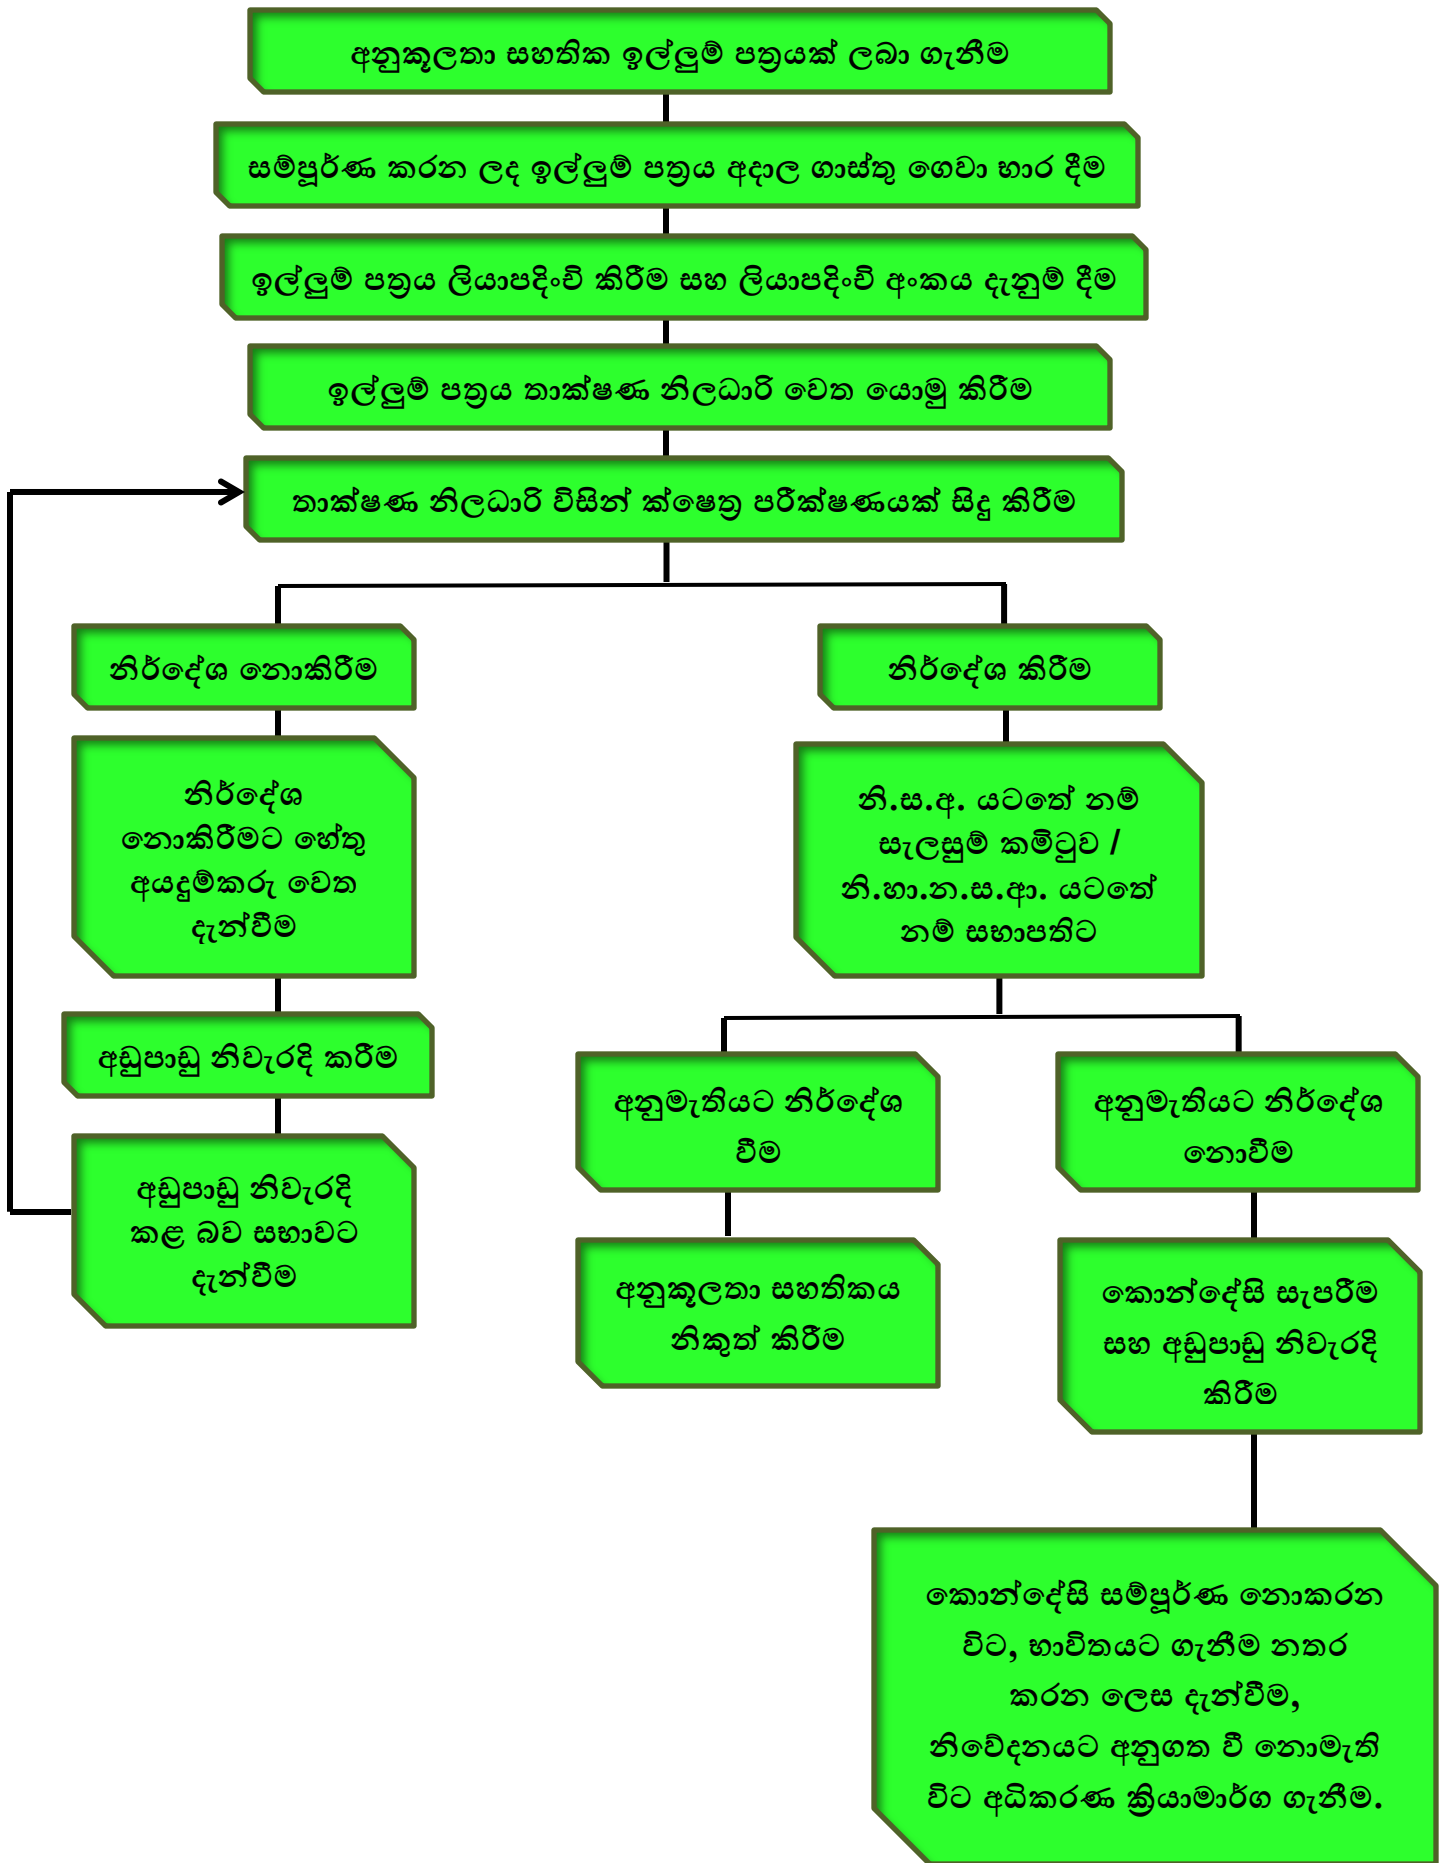 අනුකූලතා සහතික ඉල්ලුම් පත්‍රයක් ලබා ගැනීම
සම්පූර්ණ කරන ලද ඉල්ලුම් පත්‍රය අදාල ගාස්තු ගෙවා භාර දීම
ඉල්ලුම් පත්‍රය ලියාපදිංචි කිරීම සහ ලියාපදිංචි අංකය දැනුම් දීම
ඉල්ලුම් පත්‍රය තාක්ෂණ නිලධාරි වෙත යොමු කිරීම
තාක්ෂණ නිලධාරි විසින් ක්ෂෙත්‍ර පරීක්ෂණයක් සිදු කිරීම
නිර්දේශ නොකිරීම
නිර්දේශ
නොකිරීමට හේතු
අයදුම්කරු වෙත
දැන්වීම
අඩුපාඩු නිවැරදි කරීම
අඩුපාඩු නිවැරදි
කළ බව සභාවට
දැන්වීම
නිර්දේශ කිරීම
නි.ස.අ. යටතේ නම්
සැලසුම් කමිටුව /
නි.හා.න.ස.ආ. යටතේ
නම් සභාපතිට
අනුමැතියට නිර්දේශ
වීම
අනුකූලතා සහතිකය
නිකුත් කිරීම
අනුමැතියට නිර්දේශ
නොවීම
කොන්දේසි සැපරීම
සහ අඩුපාඩු නිවැරදි
කිරීම
කොන්දේසි සම්පූර්ණ නොකරන
විට, භාවිතයට ගැනීම නතර
කරන ලෙස දැන්වීම,
නිවේදනයට අනුගත වී නොමැති
විට අධිකරණ ක්‍රියාමාර්ග ගැනීම.